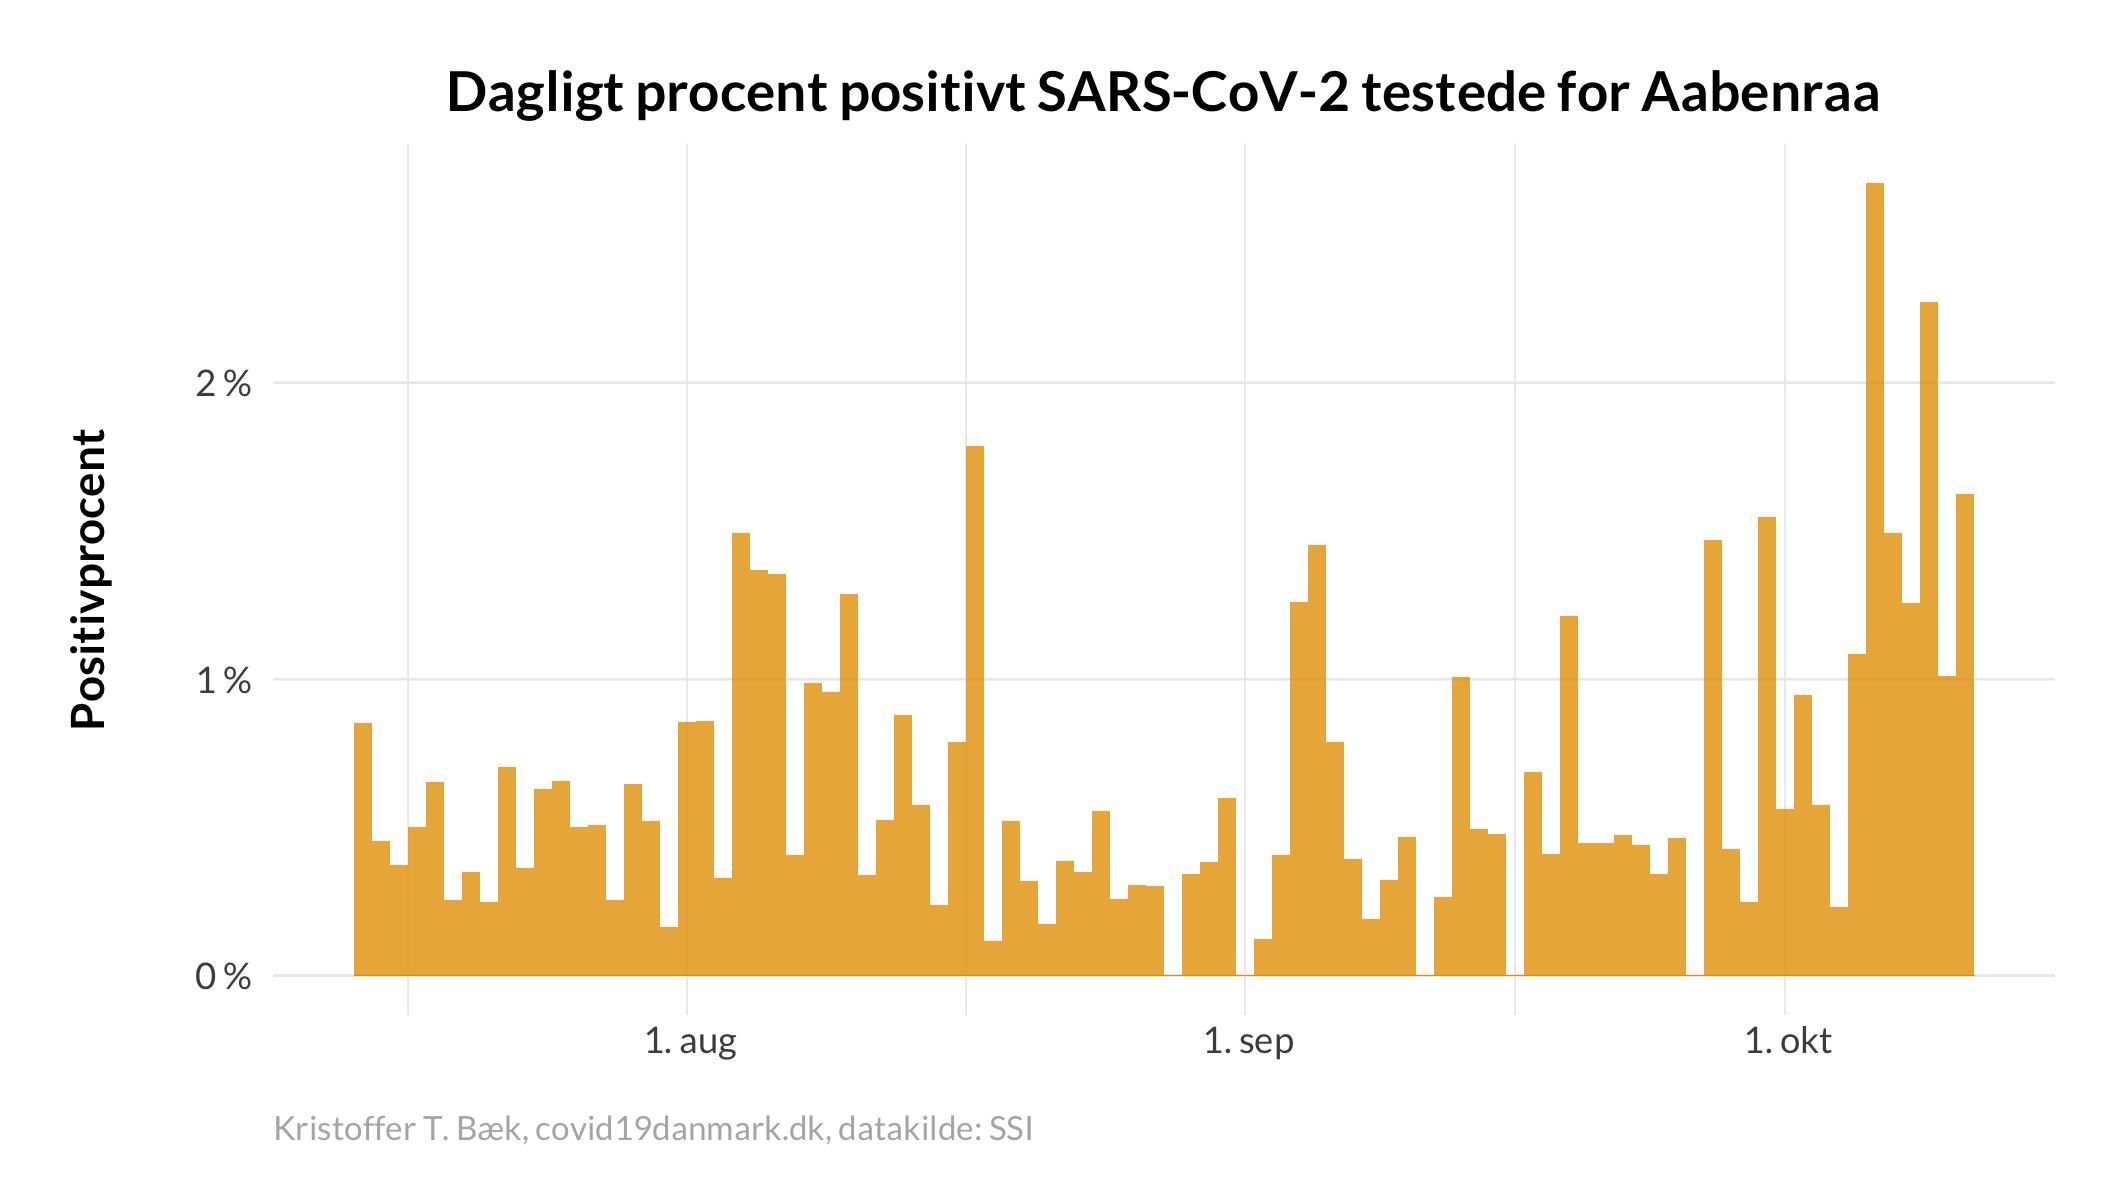 Dagligt procent positivt SARS-CoV-2 testede for Aabenraa
Positivprocent
2 %
1 %
0 %
1. aug
1. sep
1. okt
Kristoffer T. Bæk, covid19danmark.dk, datakilde: SSI